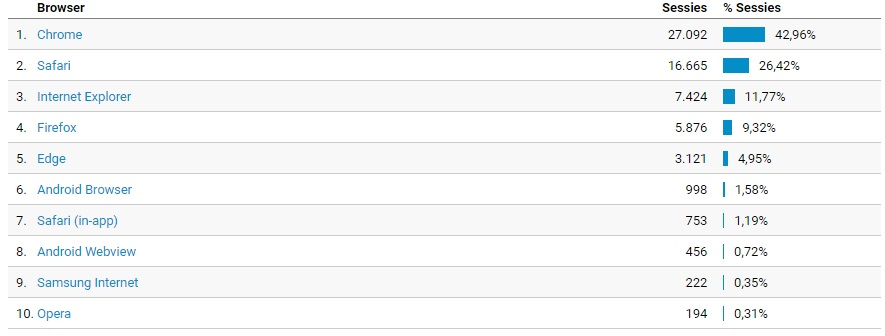 Browser Sessies % Sessies
1. Chrome 27.092 42,96%
2. Safari 16.665 26,42%
3. Internet Explorer 7.424 11,77%
4. Firefox 5.876 9,32%
5. Edge 3.121 4,95%
6. Android Browser 998 1,58%
7. Safari (in-app) 753 1,19%
8. Android Webview 456 0,72%
9. Samsung Internet 222 0,35%
10. Opera 194 0,31%